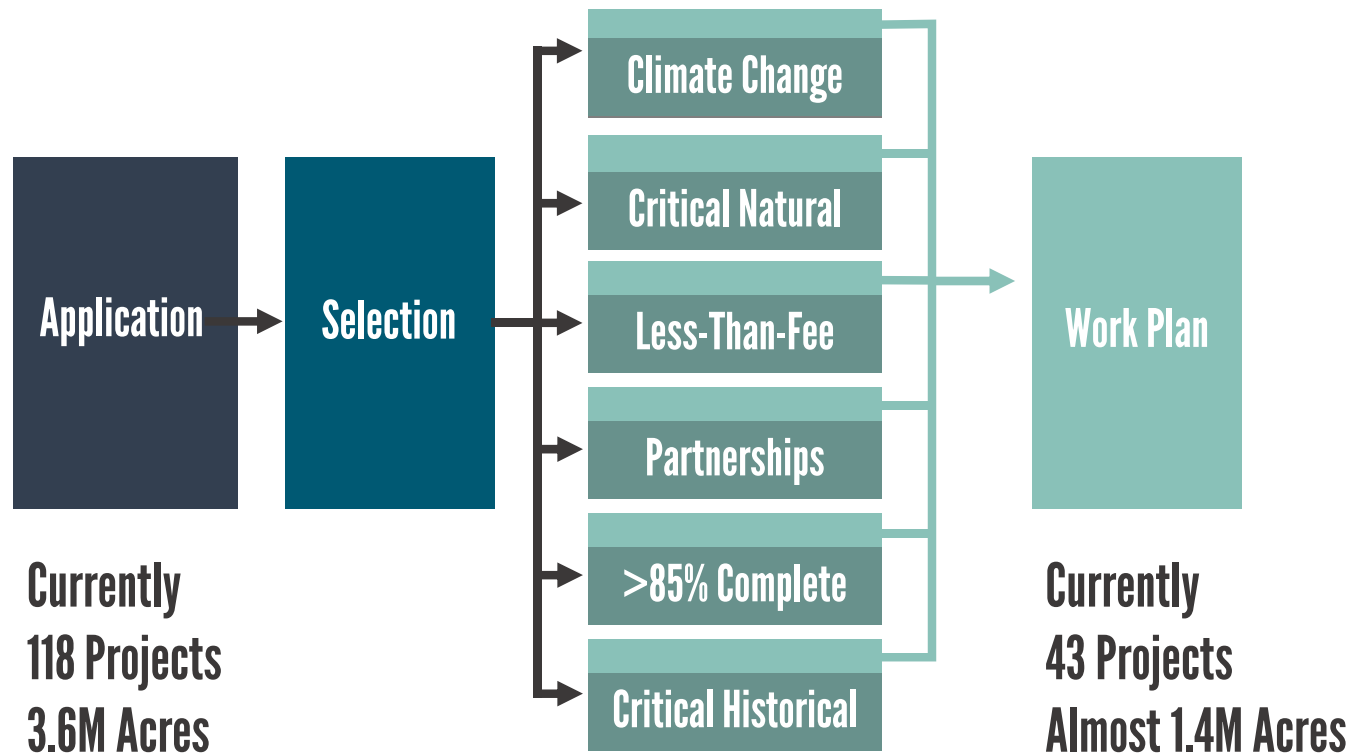 Application
Selection
Climate Change
Critical Natural
Less-Than-Fee
Partnerships
>85% Complete
Critical Historical
Work Plan
Currently
118 Projects
3.6M Acres
Currently
43 Projects
Almost 1.4M Acres